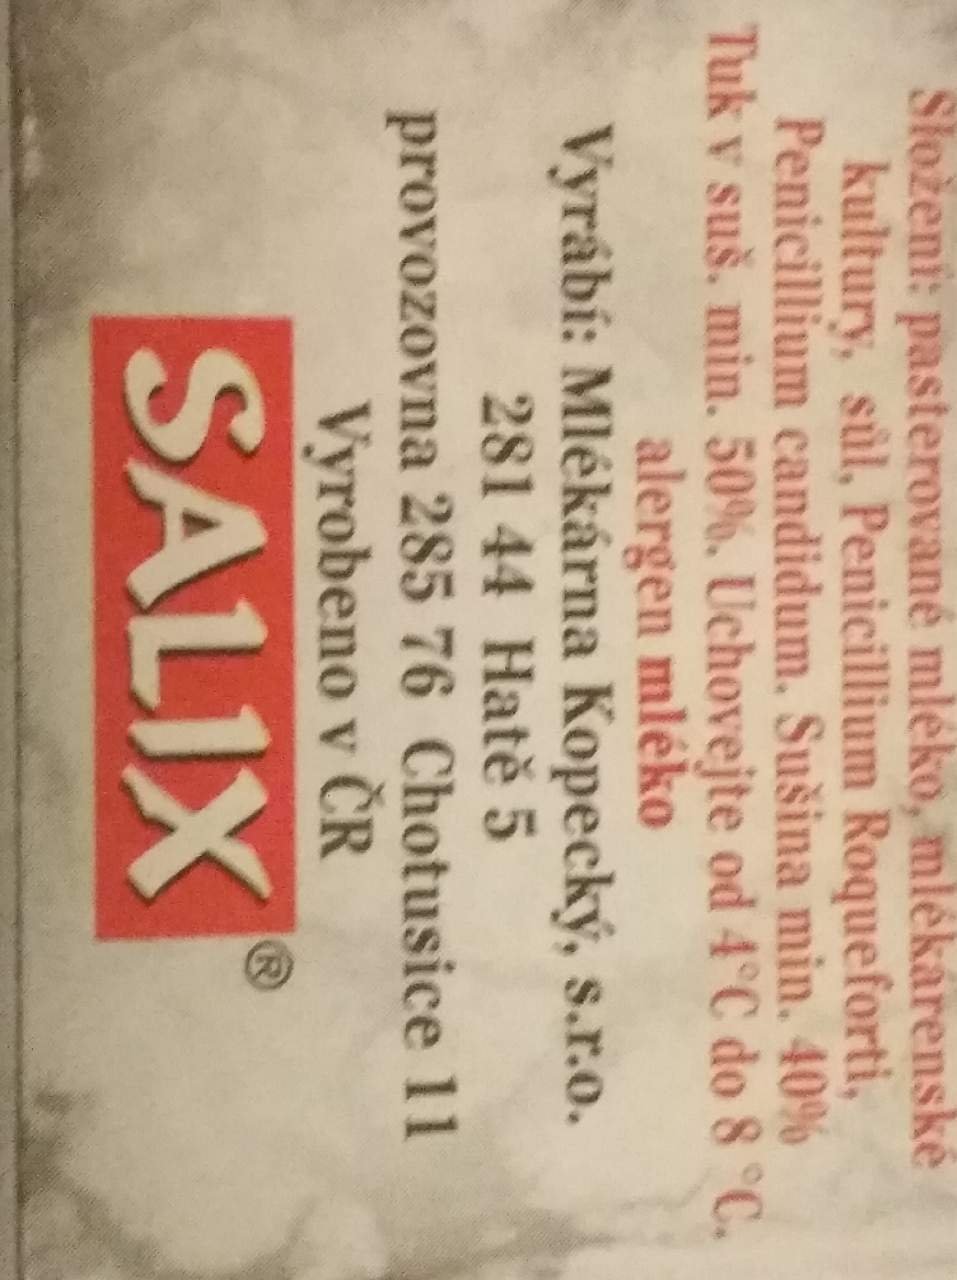 Složení: pasterované mléko, mlékárenské
kultury, sůl, Penicillium Roqueforti,
Penicillium candidum. Sušina min. 40%
Tuk v suš. min. 50%. Uchovejte od 4°C do 8 °C.
alergen mléko
Vyrábí: Mlékárna Kopecký, s.r.o.
281 44 Hatě 5
provozovna 285 76 Chotusice 11
Vyrobeno v ČR
SALIX®